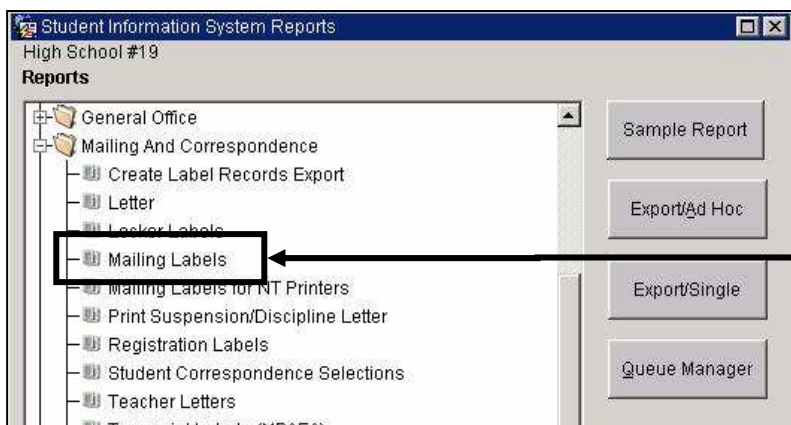 Student Information System Reports
High School #19
Reports
General Office
Mailing And Correspondence
Create Label Records Export
Letter
Locker Labels
Mailing Labels
Mailing Labels for NT Printers
Print Suspension/Discipline Letter
Registration Labels
Student Correspondence Selections
Teacher Letters
Sample Report
Export/Ad Hoc
Export/Single
Queue Manager